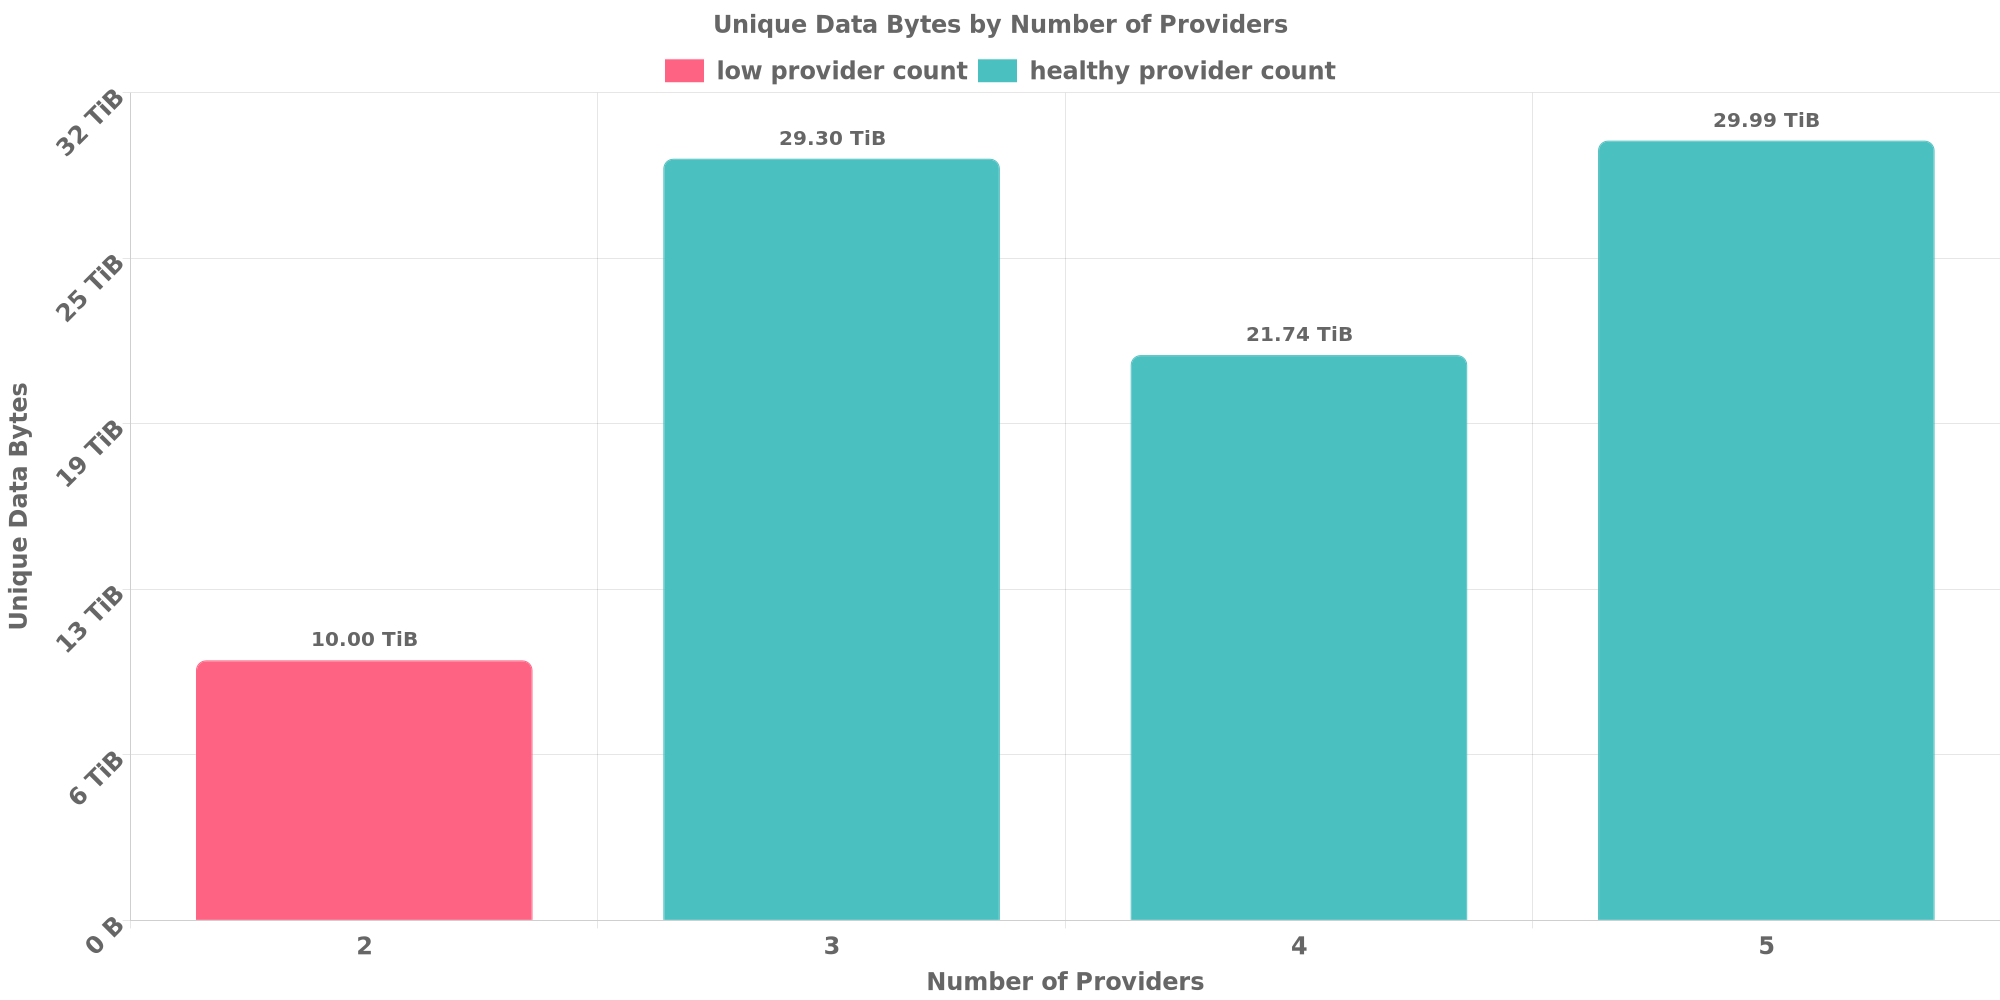 Unique Data Bytes by Number of Providers
low provider count healthy provider count
32 TiB
25 TiB
19 TiB
13 TiB
6 TiB
0 B
Unique Data Bytes
10.00 TiB
29.30 TiB
21.74 TiB
29.99 TiB
2 3 4 5
Number of Providers